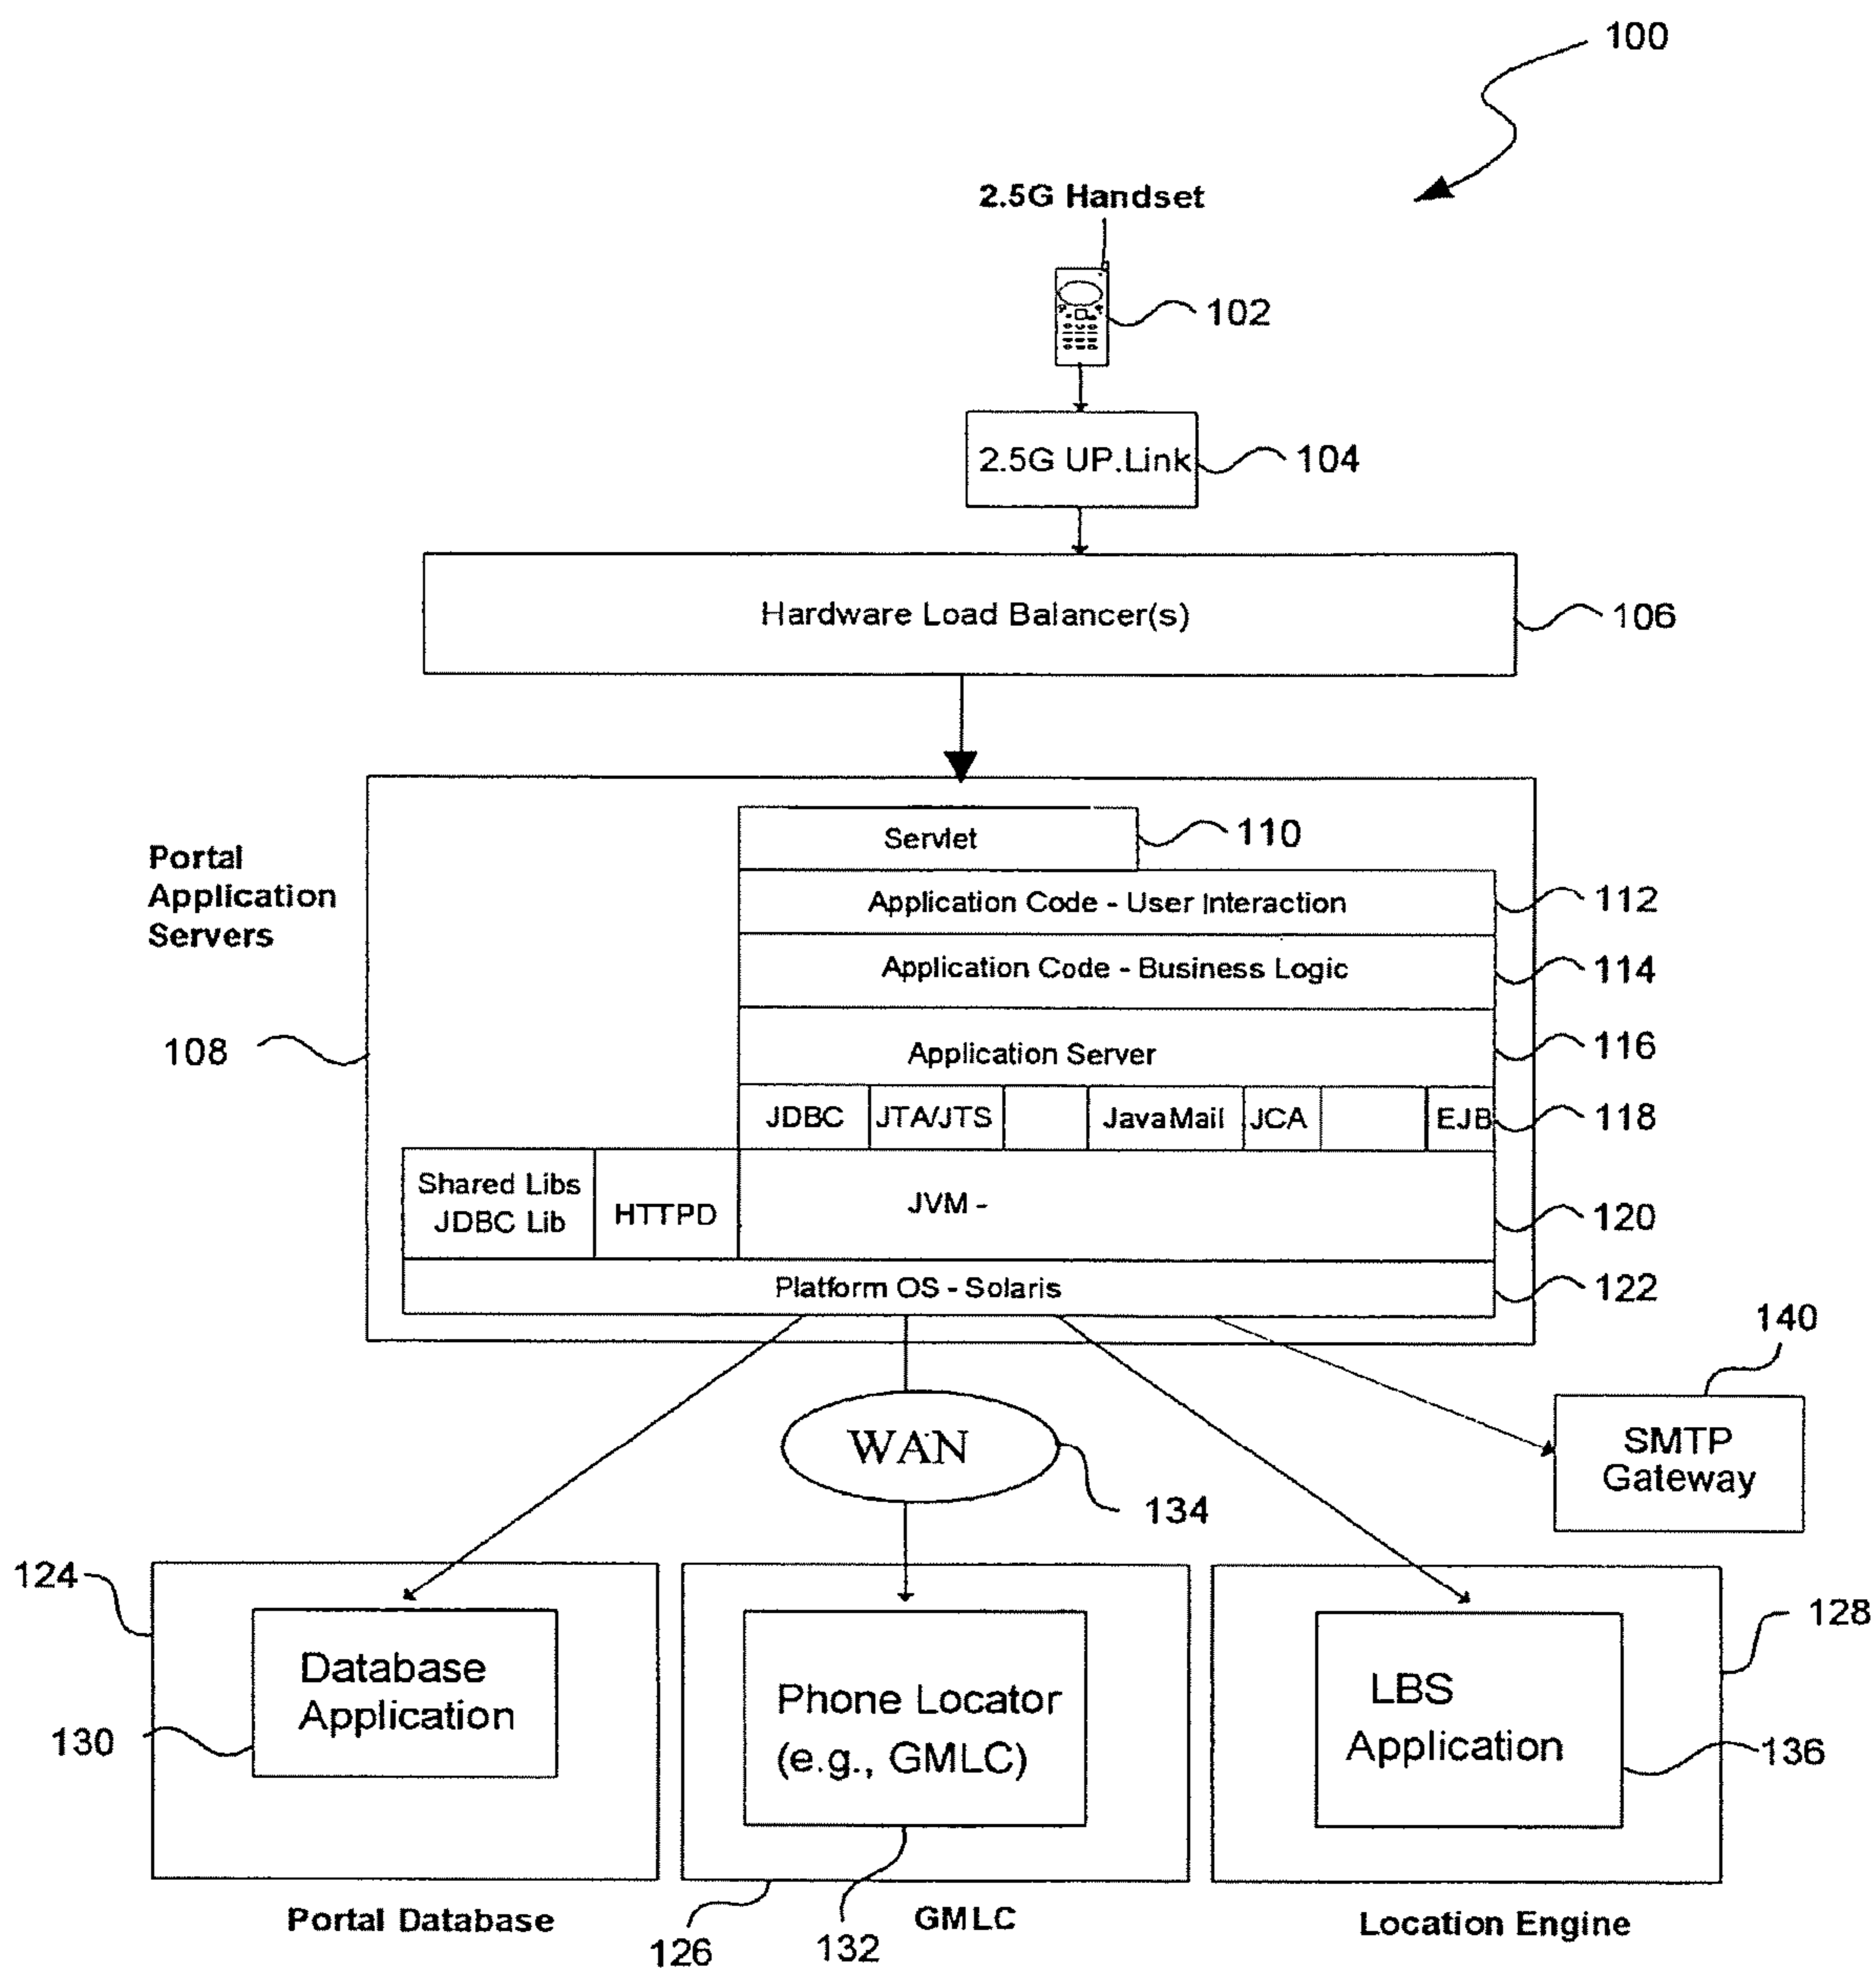 100
2.5G Handset
102
2.5G UP.Link
104
Hardware Load Balancer(s)
106
Portal
Application
Servers
108
Servlet
110
Application Code - User Interaction
112
Application Code - Business Logic
114
Application Server
116
JDBC
JTA/JTS
JavaMail
JCA
EJB
118
Shared Libs
JDBC Lib
HTTPD
JVM -
120
Platform OS - Solaris
122
140
SMTP
Gateway
WAN
134
124
Database
Application
130
Portal Database
Phone Locator
(e.g., GMLC)
126
132
GMLC
128
LBS
Application
136
Location Engine